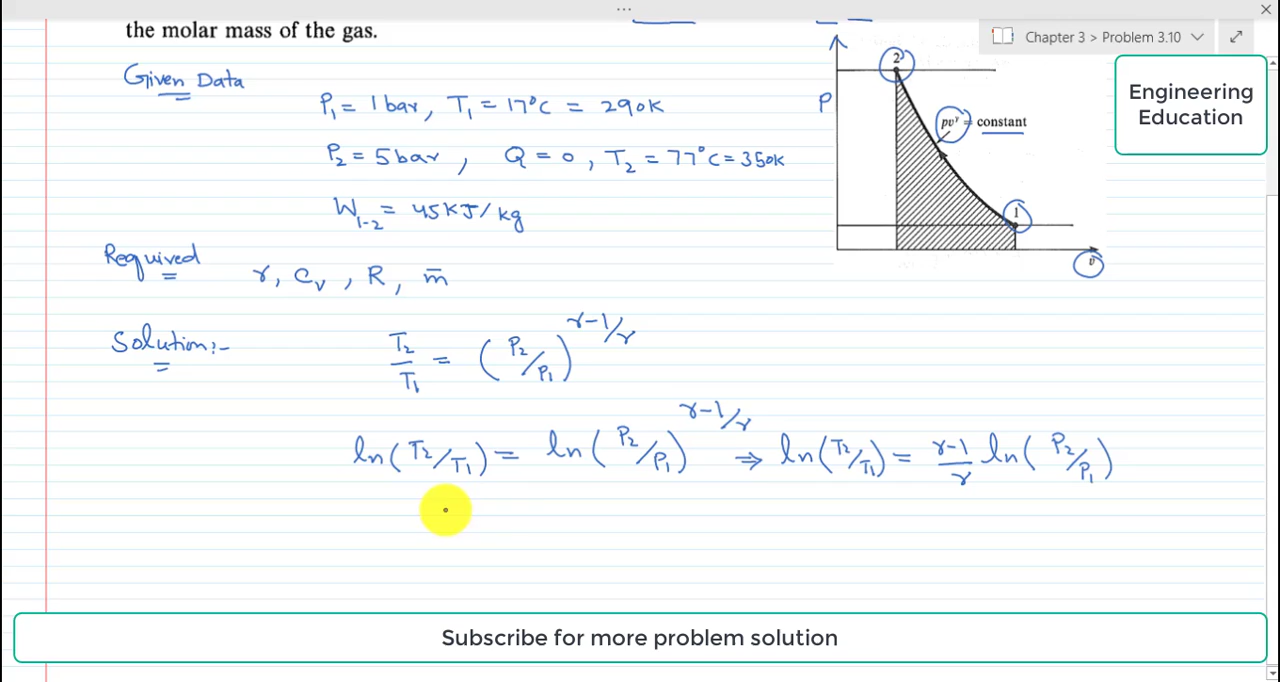 the molar mass of the gas.
Chapter 3 > Problem 3.10
Engineering
Education
Given Data
P₁ = 1 bar, T₁ = 17°C = 290K
P₂ = 5 bar, Q = 0, T₂ = 77°C = 350K
W₁₋₂ = 45 KJ/kg
Required
γ, Cv, R, m̄
P
2
pvᵞ = constant
1
v
Solution:-
T₂/T₁ = (P₂/P₁)^γ-1/γ
ln(T₂/T₁) = ln(P₂/P₁)^γ-1/γ ⇒ ln(T₂/T₁) = γ-1/γ ln(P₂/P₁)
Subscribe for more problem solution